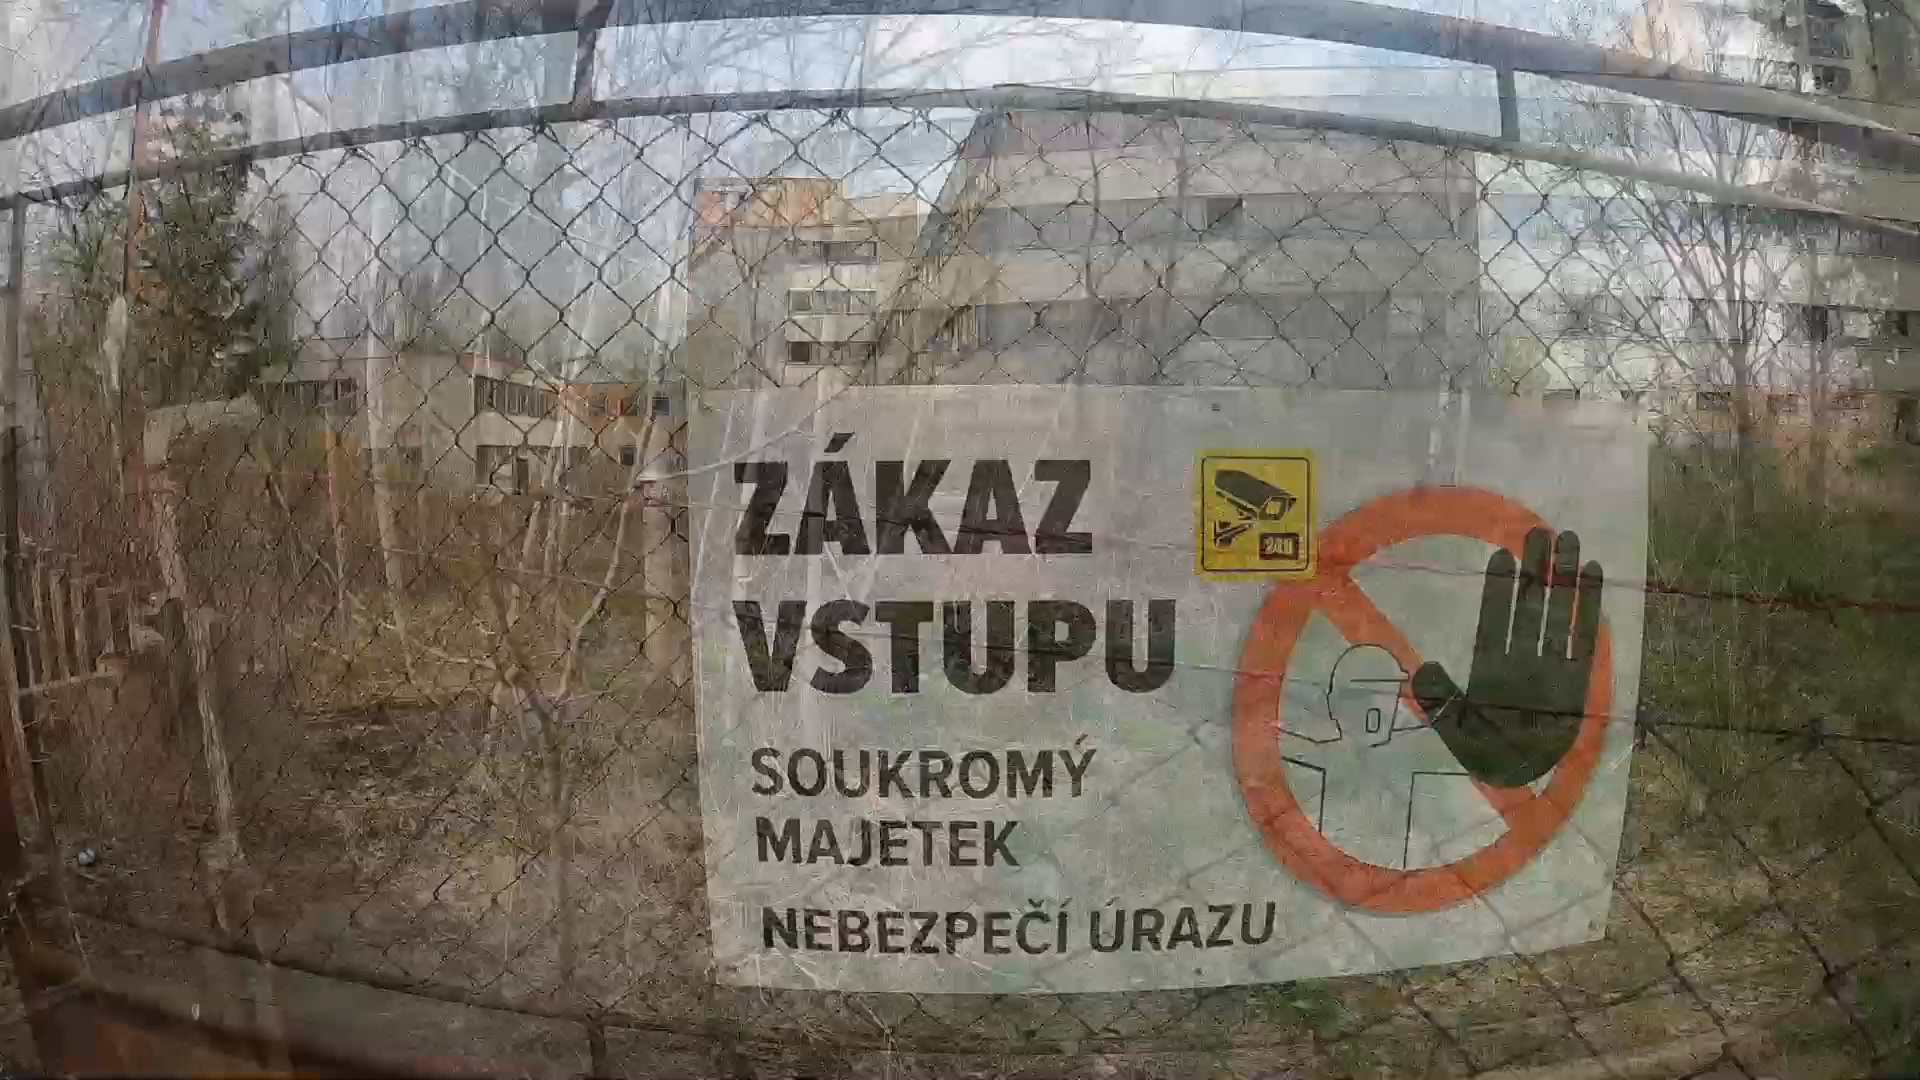 ZÁKAZ
VSTUPU
SOUKROMÝ
MAJETEK
NEBEZPEČÍ ÚRAZU